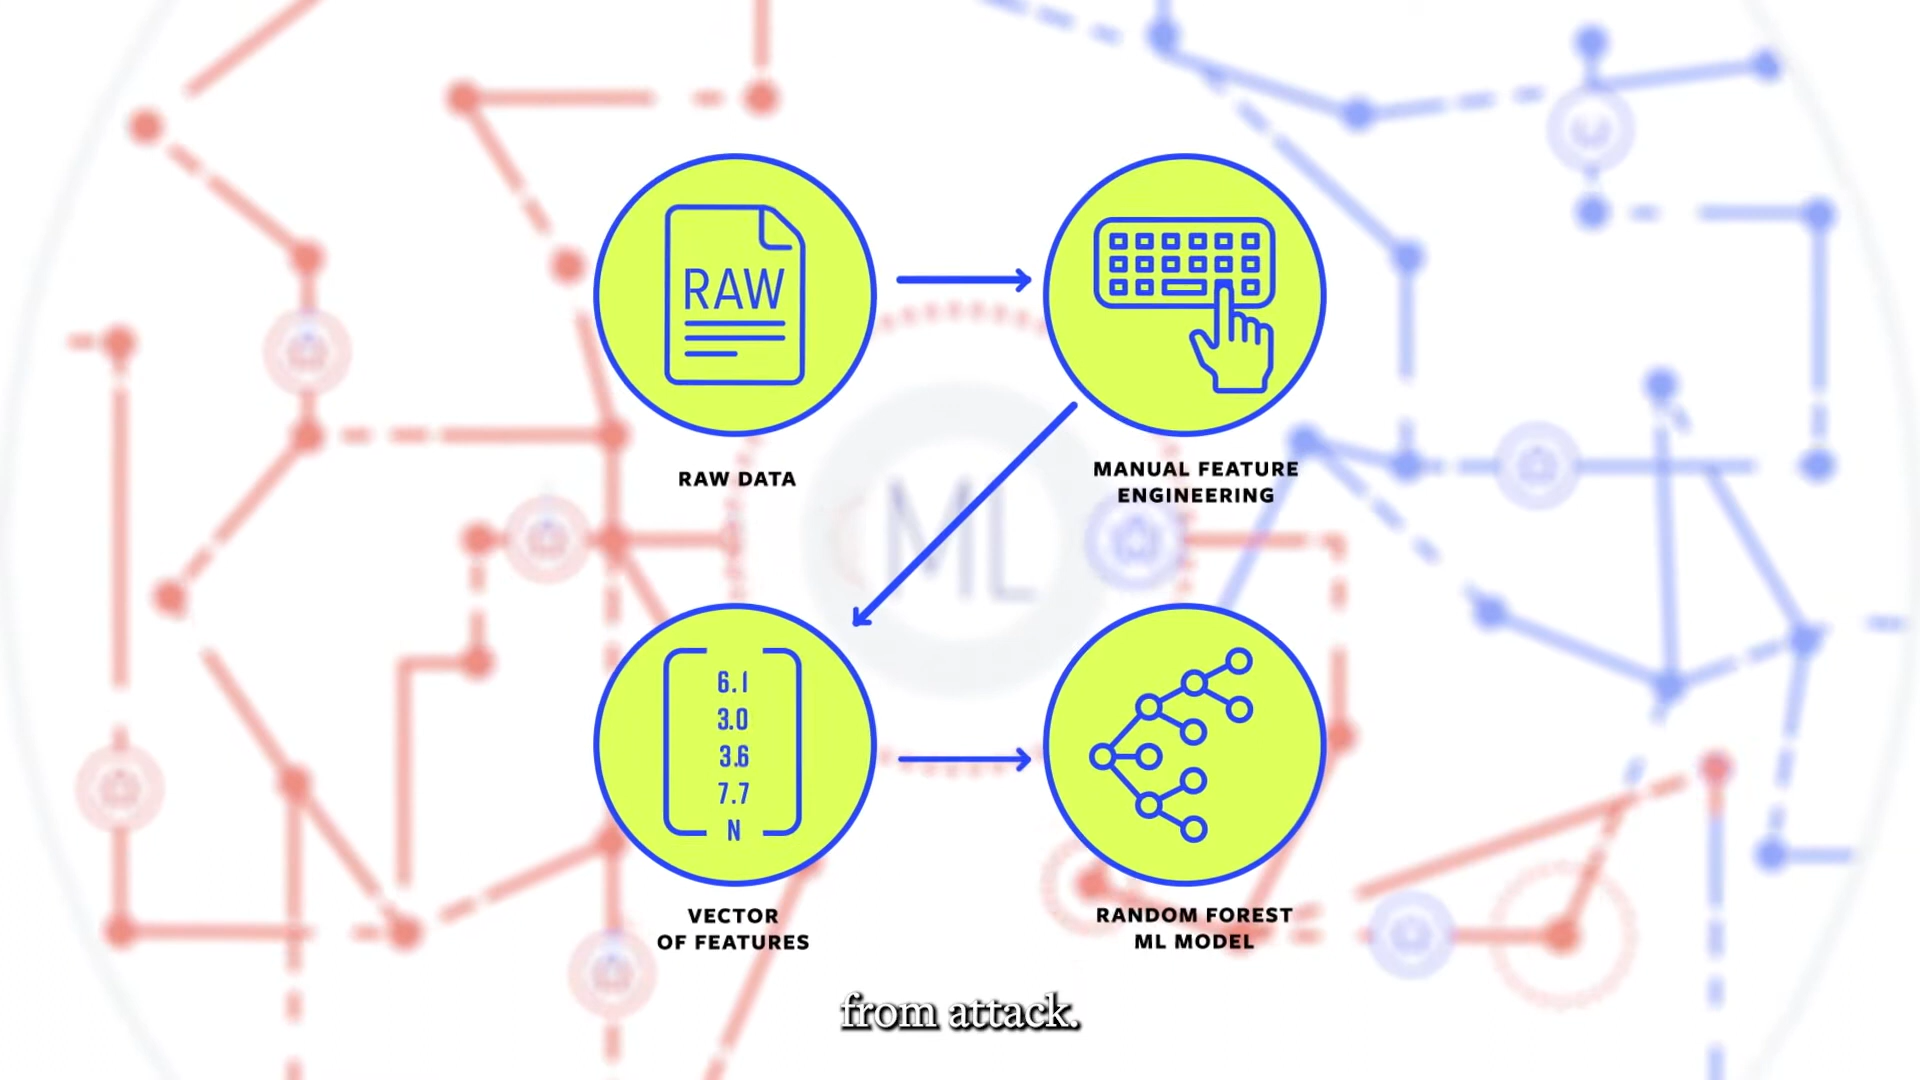 RAW
RAW DATA
MANUAL FEATURE
ENGINEERING
ML
6.1
3.0
3.6
7.7
N
VECTOR
OF FEATURES
RANDOM FOREST
ML MODEL
from attack.